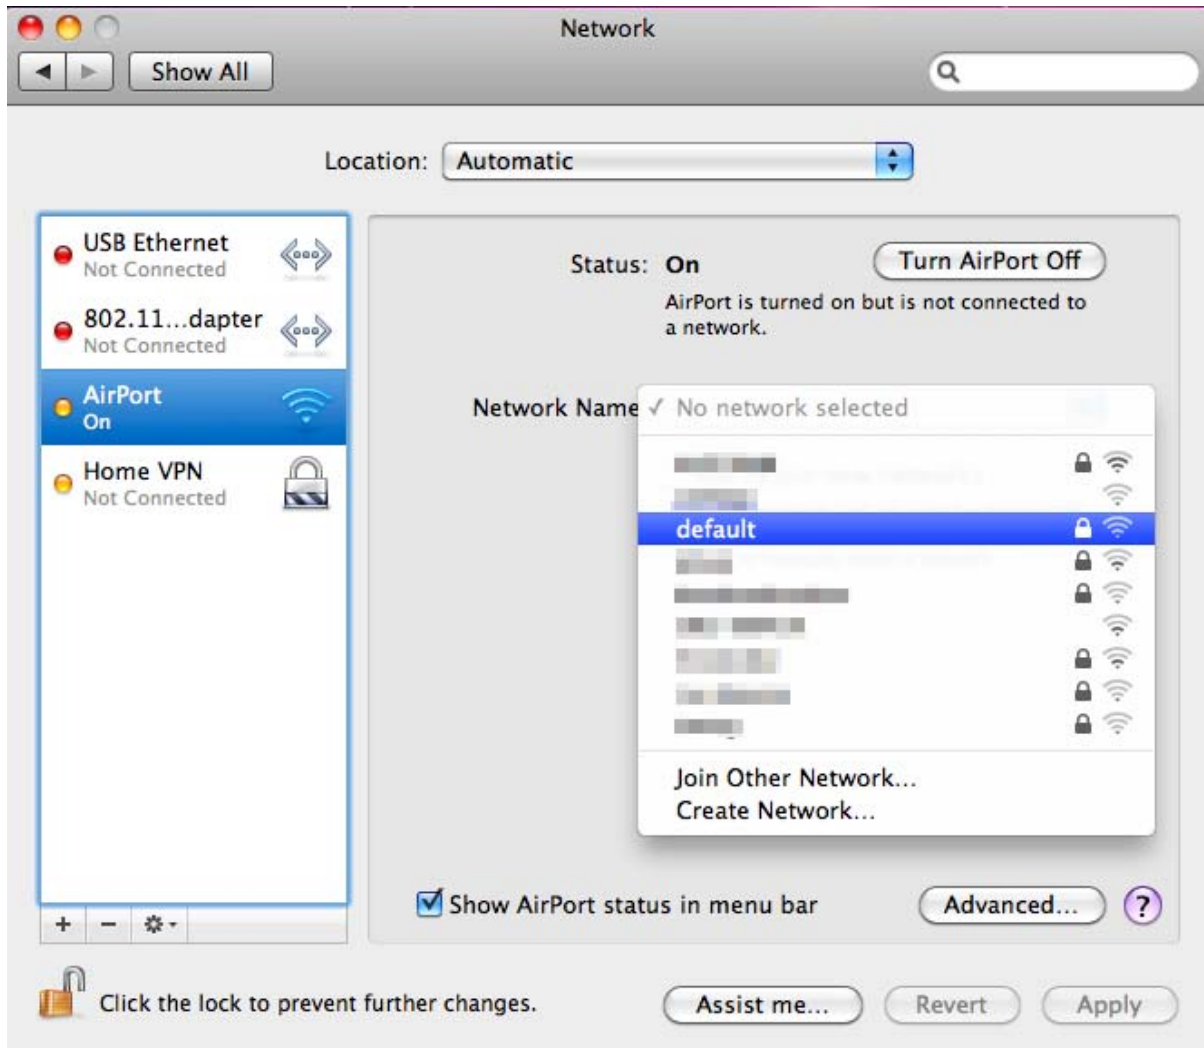 Network
Show All
Location: Automatic
USB Ethernet
Not Connected
802.11...dapter
Not Connected
AirPort
On
Home VPN
Not Connected
Status: On
Turn AirPort Off
AirPort is turned on but is not connected to
a network.
Network Name
✓ No network selected
default
Join Other Network...
Create Network...
Show AirPort status in menu bar
Advanced...
?
Click the lock to prevent further changes.
Assist me...
Revert
Apply